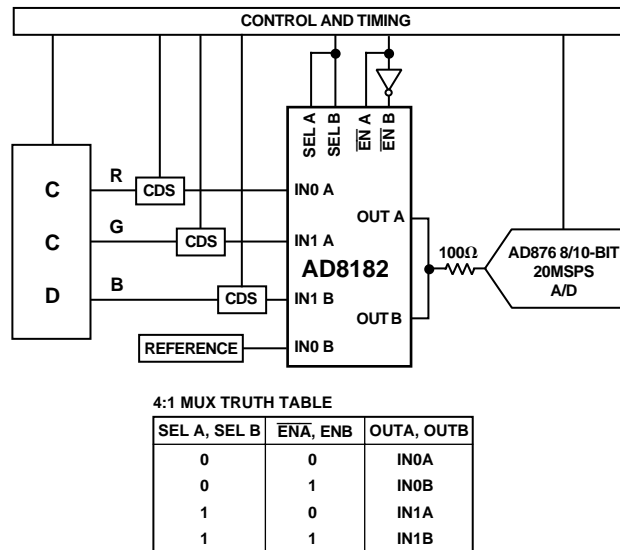 CONTROL AND TIMING
SEL A
SEL B
EN A
EN B
C
C
D
R
G
B
CDS
CDS
CDS
REFERENCE
IN0 A
IN1 A
IN1 B
IN0 B
OUT A
OUT B
AD8182
100Ω
AD876 8/10-BIT
20MSPS
A/D
4:1 MUX TRUTH TABLE
SEL A, SEL B ENA, ENB OUTA, OUTB
0 0 IN0A
0 1 IN0B
1 0 IN1A
1 1 IN1B